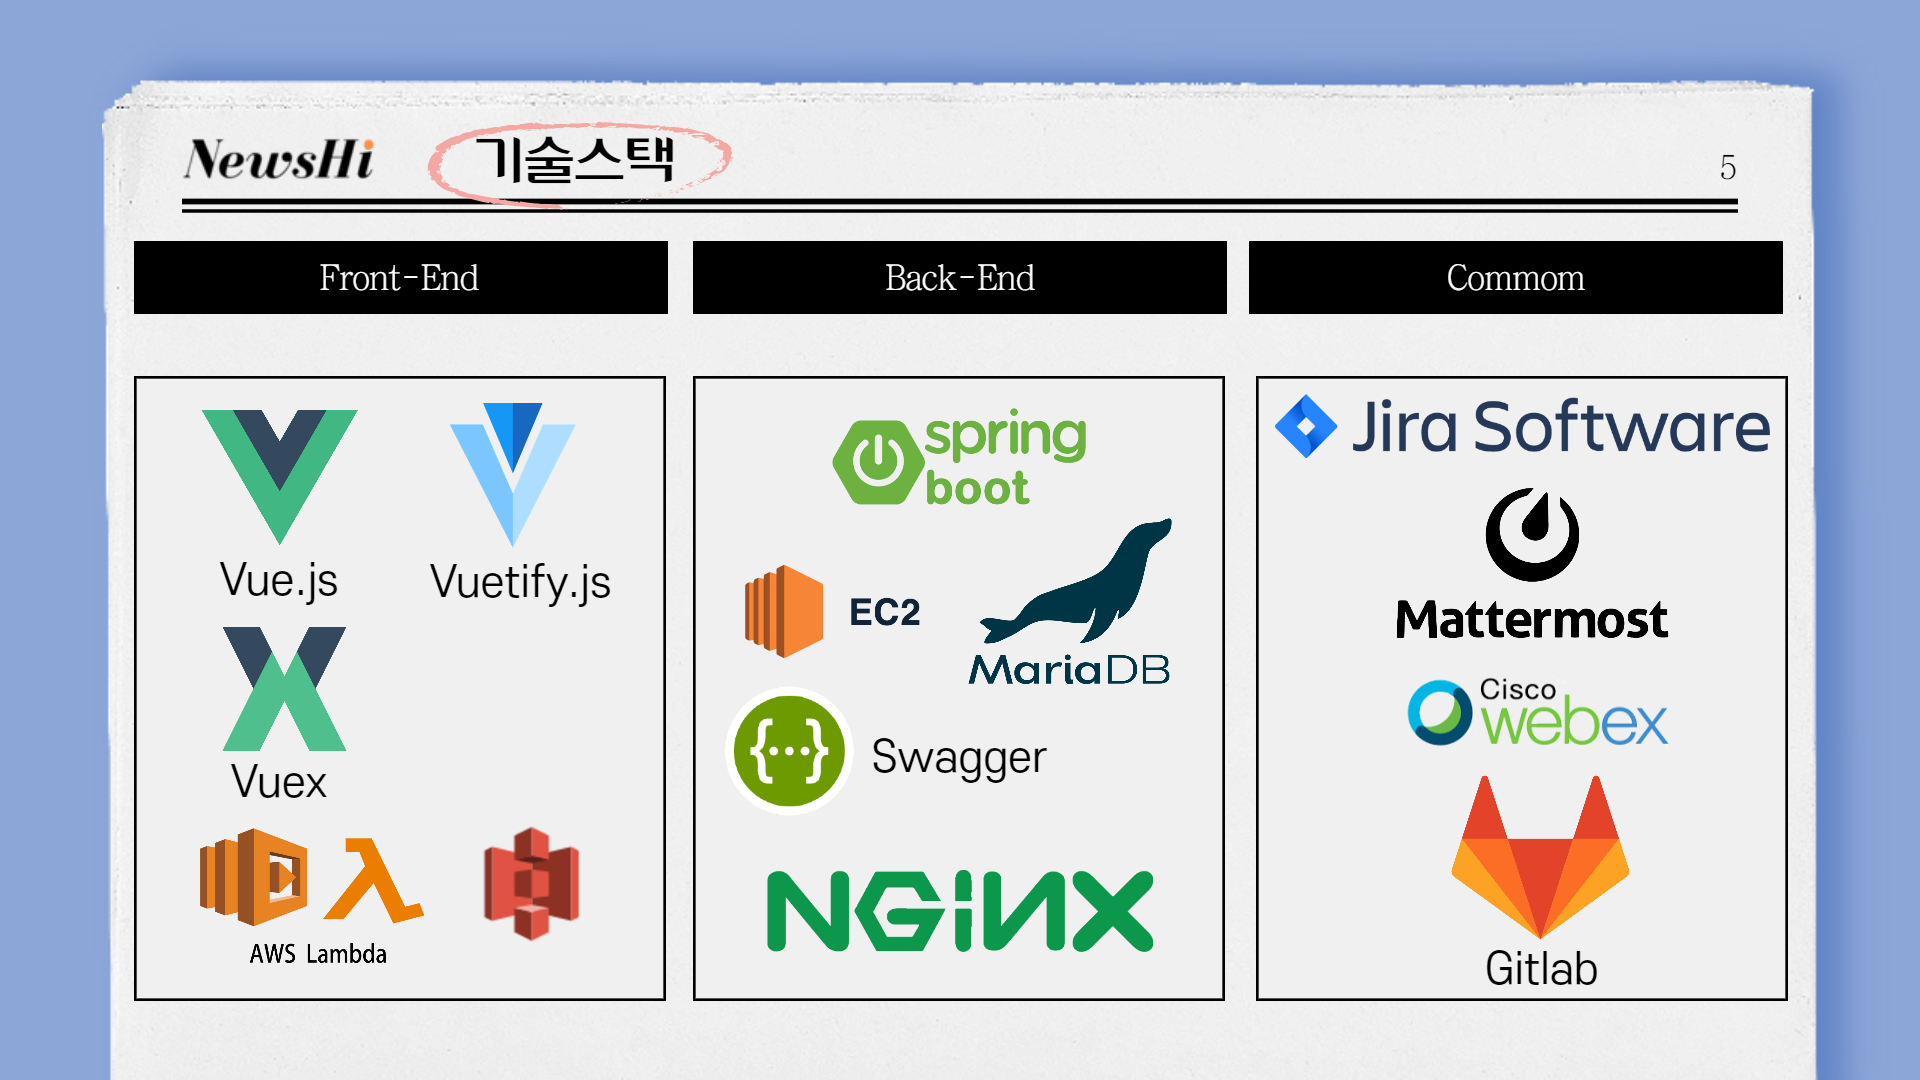 NewsHi
기술스택
5
Front-End
Back-End
Commom
Vue.js
Vuetify.js
Vuex
AWS Lambda
spring
boot
EC2
MariaDB
Swagger
NGINX
Jira Software
Mattermost
Cisco
webex
Gitlab